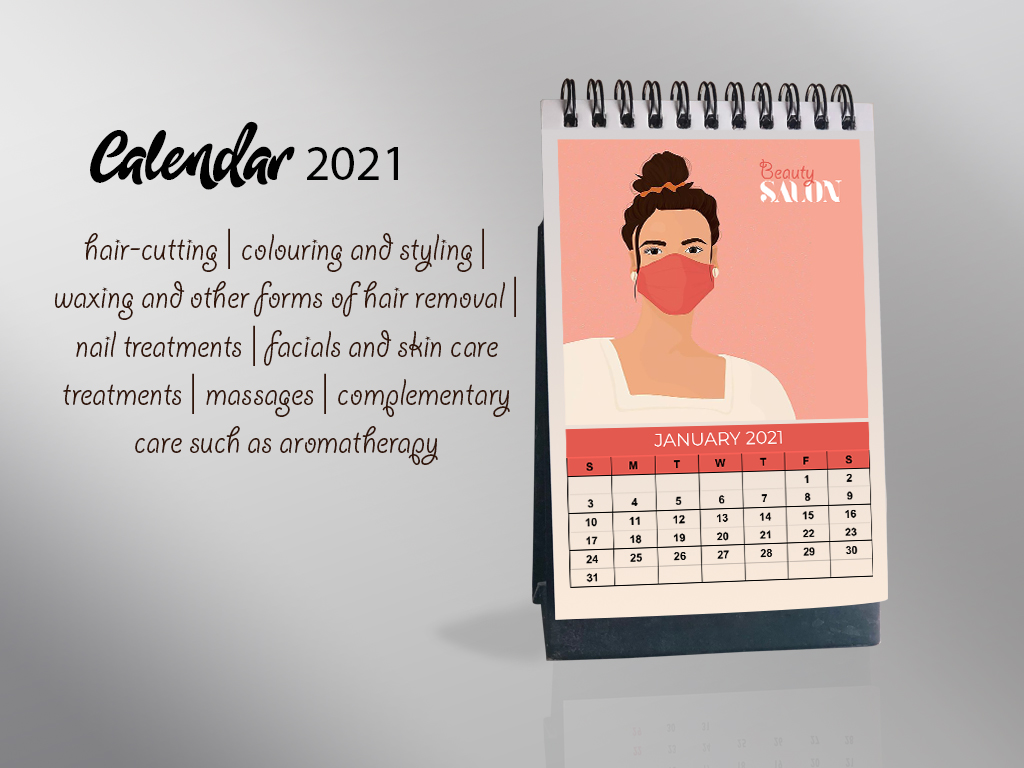 Calendar 2021
hair-cutting | colouring and styling |
waxing and other forms of hair removal |
nail treatments | facials and skin care
treatments | massages | complementary
care such as aromatherapy
Beauty
SALON
JANUARY 2021
S M T W T F S
1 2
3 4 5 6 7 8 9
10 11 12 13 14 15 16
17 18 19 20 21 22 23
24 25 26 27 28 29 30
31